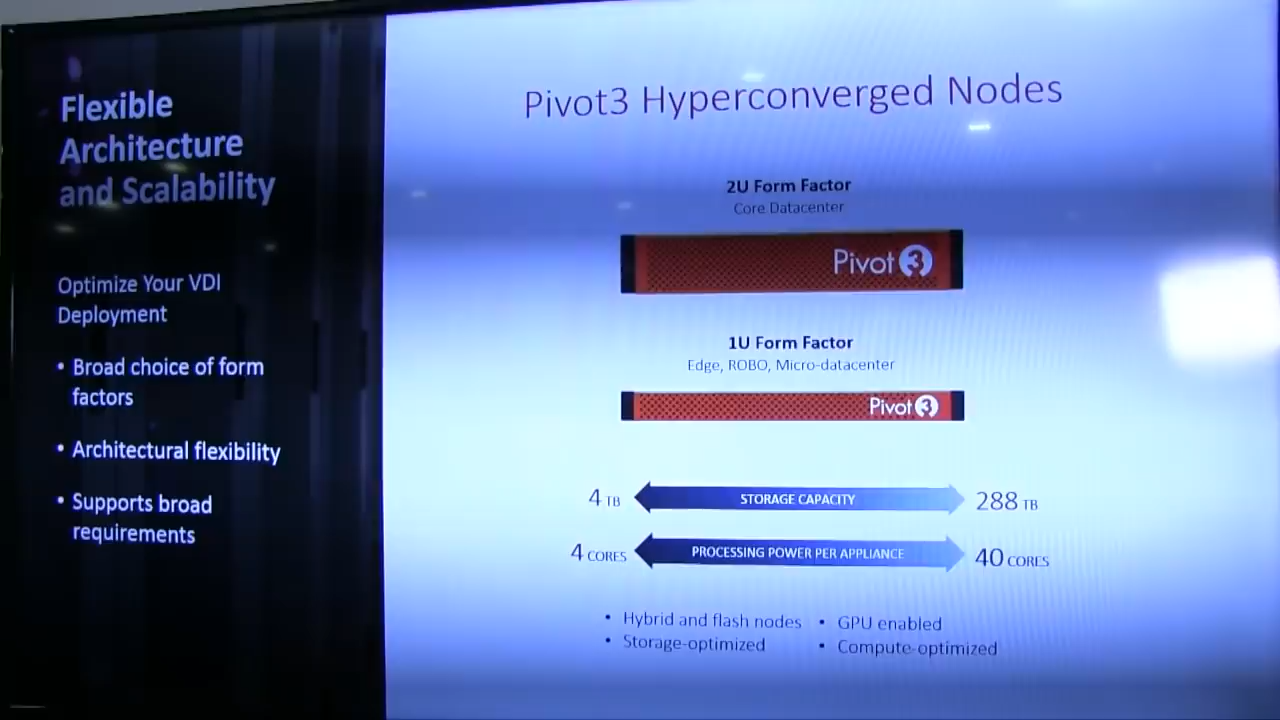 Flexible
Architecture
and Scalability
Optimize Your VDI
Deployment
• Broad choice of form
factors
• Architectural flexibility
• Supports broad
requirements
Pivot3 Hyperconverged Nodes
2U Form Factor
Core Datacenter
Pivot3
1U Form Factor
Edge, ROBO, Micro-datacenter
Pivot3
4 TB STORAGE CAPACITY 288 TB
4 CORES PROCESSING POWER PER APPLIANCE 40 CORES
• Hybrid and flash nodes • GPU enabled
• Storage-optimized • Compute-optimized